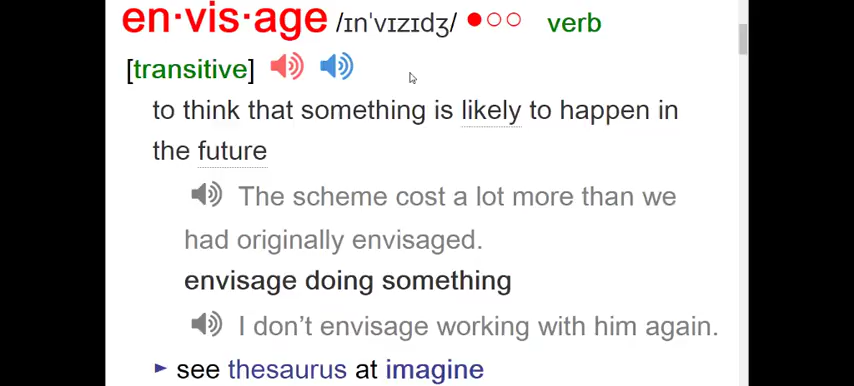 en·vis·age /ɪnˈvɪzɪdʒ/ ●○○ verb
[transitive]
to think that something is likely to happen in
the future
The scheme cost a lot more than we
had originally envisaged.
envisage doing something
I don’t envisage working with him again.
► see thesaurus at imagine